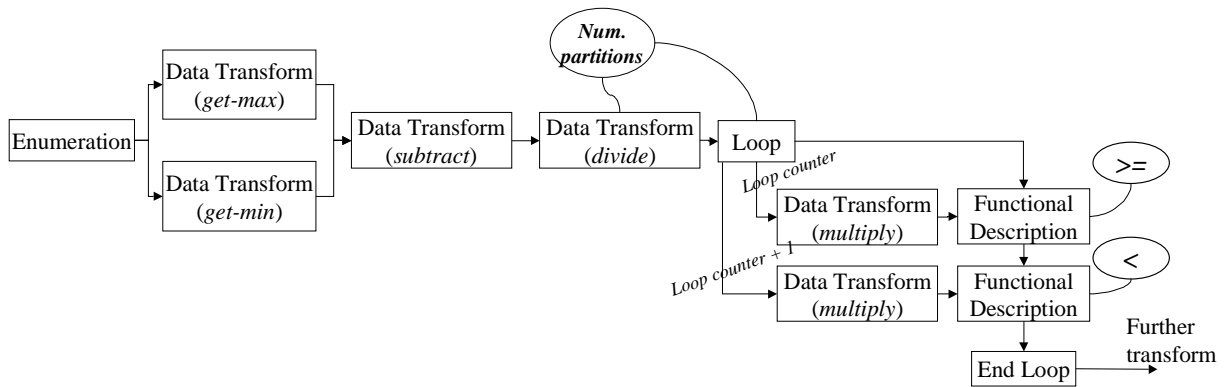 Num.
partitions
Data Transform
(get-max)
Enumeration
Data Transform
(get-min)
Data Transform
(subtract)
Data Transform
(divide)
Loop
Loop counter
Loop counter + 1
Data Transform
(multiply)
Functional
Description
>=
Data Transform
(multiply)
Functional
Description
<
End Loop
Further
transform